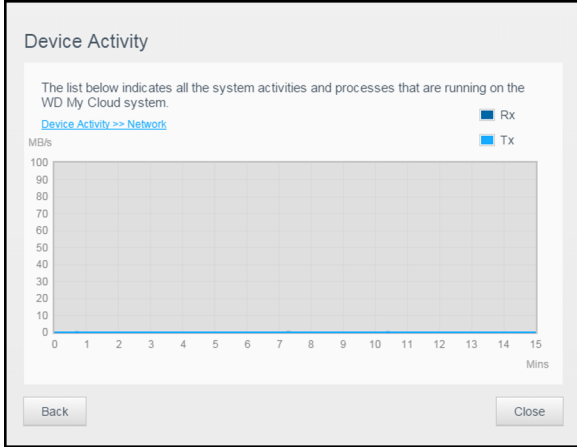 Device Activity
The list below indicates all the system activities and processes that are running on the
WD My Cloud system.
Device Activity >> Network
Rx
Tx
MB/s
100
90
80
70
60
50
40
30
20
10
0
0 1 2 3 4 5 6 7 8 9 10 11 12 13 14 15
Mins
Back
Close